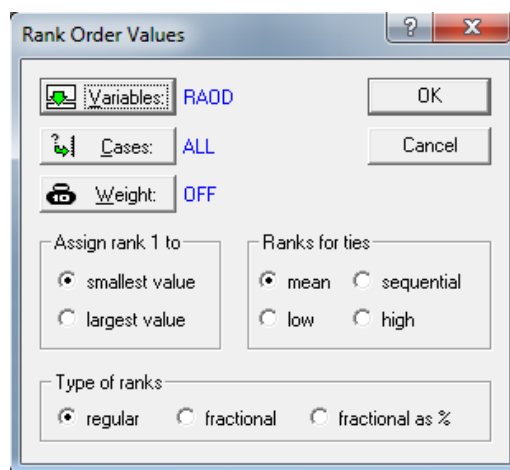 Rank Order Values
Variables: RAOD OK
Cases: ALL Cancel
Weight: OFF
Assign rank 1 to Ranks for ties
smallest value mean sequential
largest value low high
Type of ranks
regular fractional fractional as %